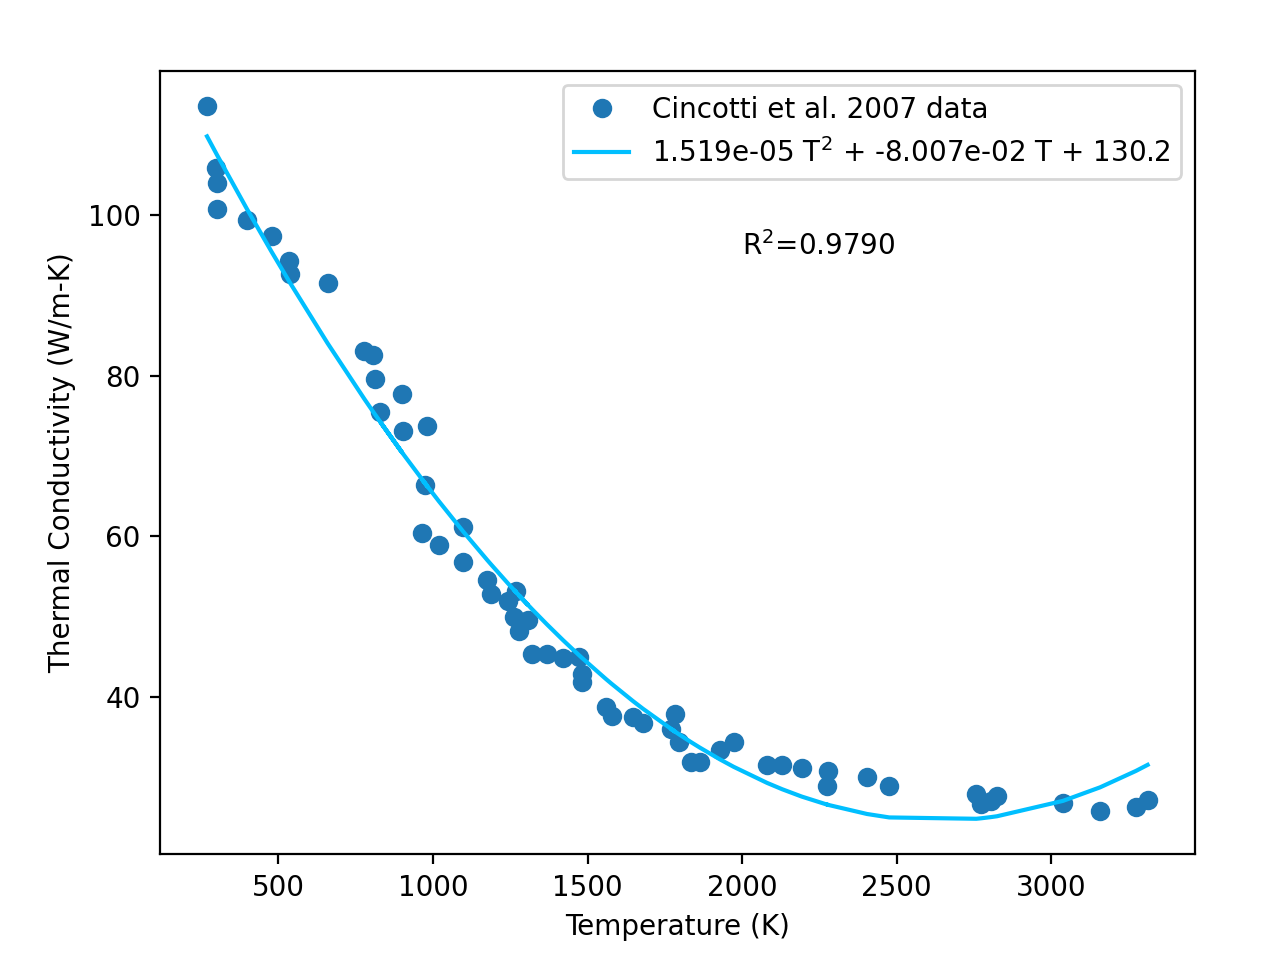 Cincotti et al. 2007 data
1.519e-05 T² + -8.007e-02 T + 130.2
R²=0.9790
Thermal Conductivity (W/m-K)
100
80
60
40
500 1000 1500 2000 2500 3000
Temperature (K)